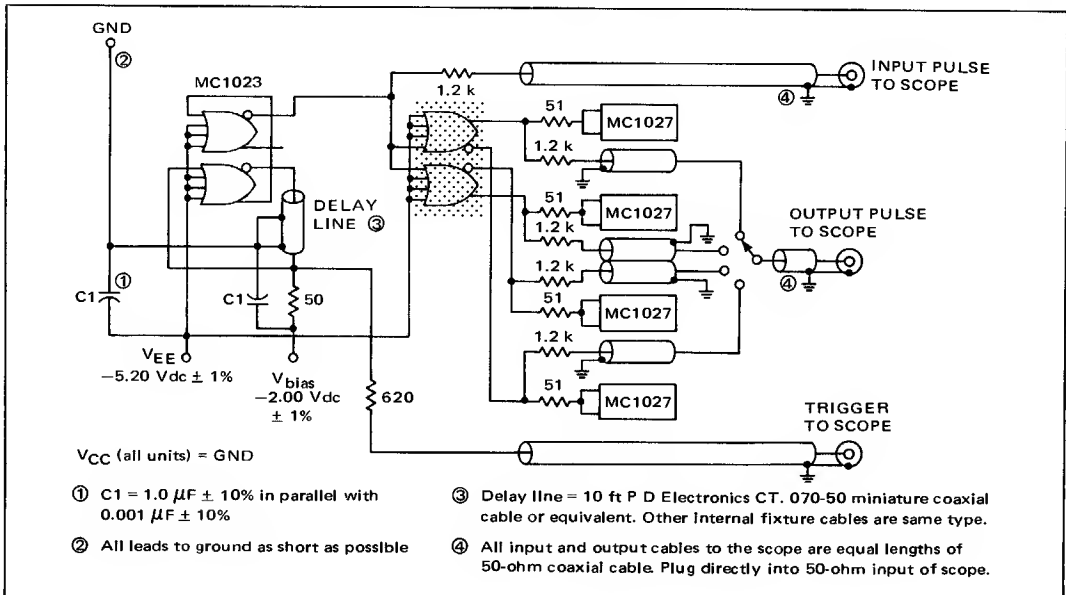 GND
②
MC1023
1.2 k
INPUT PULSE
TO SCOPE
④
51
MC1027
1.2 k
DELAY
LINE ③
51
MC1027
1.2 k
OUTPUT PULSE
TO SCOPE
④
1.2 k
①
C1
C1
50
51
MC1027
1.2 k
VEE
−5.20 Vdc ± 1%
Vbias
−2.00 Vdc
± 1%
620
51
MC1027
TRIGGER
TO SCOPE
VCC (all units) = GND
① C1 = 1.0 μF ± 10% in parallel with
0.001 μF ± 10%
② All leads to ground as short as possible
③ Delay line = 10 ft P D Electronics CT. 070-50 miniature coaxial
cable or equivalent. Other internal fixture cables are same type.
④ All input and output cables to the scope are equal lengths of
50-ohm coaxial cable. Plug directly into 50-ohm input of scope.